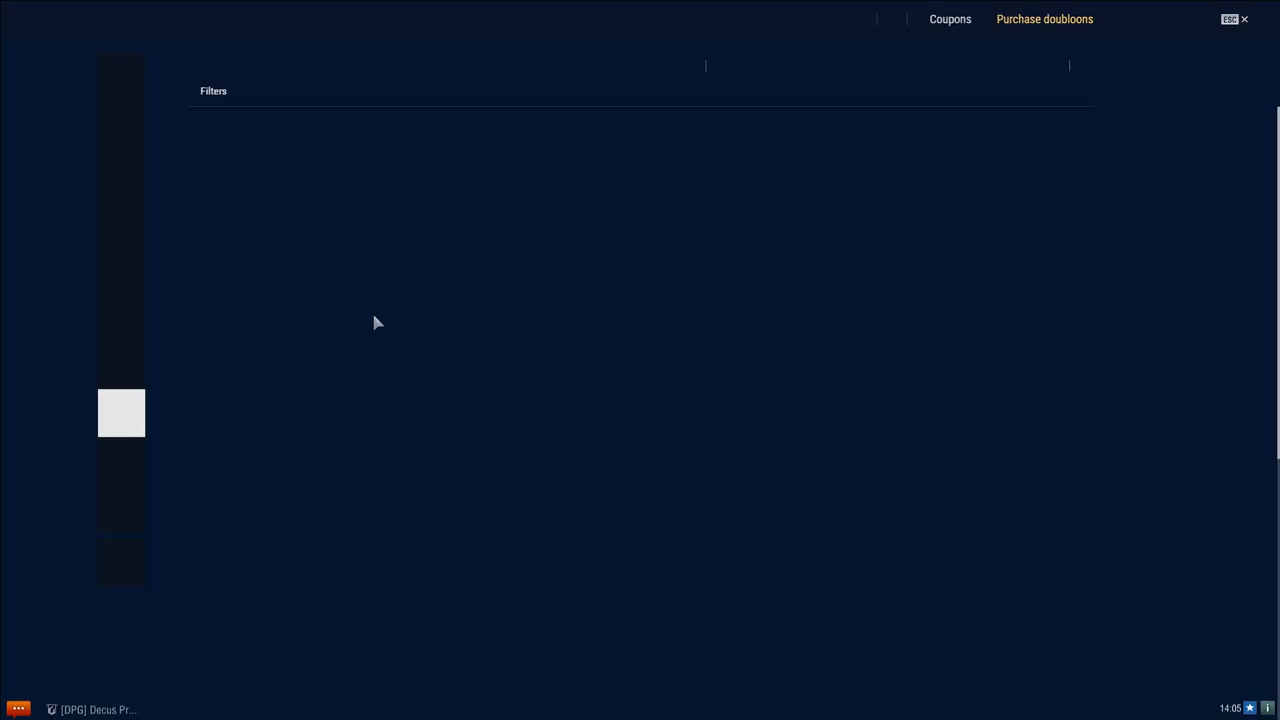 Coupons
Purchase doubloons
ESC ×
Filters
[DPG] Decus Pr...
14:05